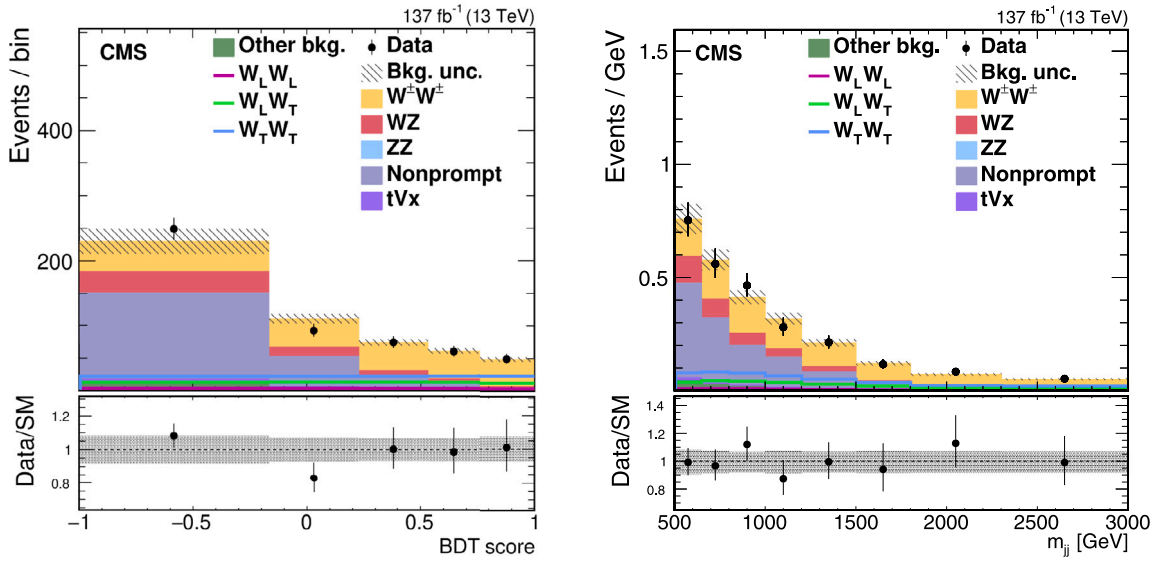 137 fb⁻¹ (13 TeV)
CMS
Other bkg.
W_L W_L
W_L W_T
W_T W_T
Data
Bkg. unc.
W^± W^±
WZ
ZZ
Nonprompt
tVx
Events / bin
400
200
Data/SM
1.2
1
0.8
−1
−0.5
0
0.5
1
BDT score
137 fb⁻¹ (13 TeV)
CMS
Other bkg.
W_L W_L
W_L W_T
W_T W_T
Data
Bkg. unc.
W^± W^±
WZ
ZZ
Nonprompt
tVx
Events / GeV
1.5
1
0.5
Data/SM
1.4
1.2
1
0.8
500
1000
1500
2000
2500
3000
m_jj [GeV]